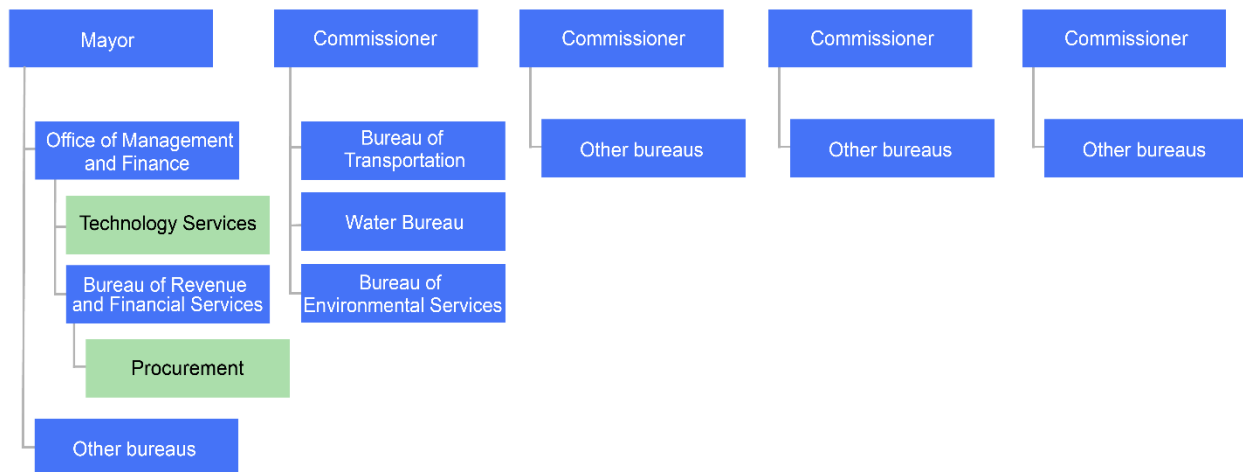 Mayor
Office of Management
and Finance
Technology Services
Bureau of Revenue
and Financial Services
Procurement
Other bureaus
Commissioner
Bureau of
Transportation
Water Bureau
Bureau of
Environmental Services
Commissioner
Other bureaus
Commissioner
Other bureaus
Commissioner
Other bureaus